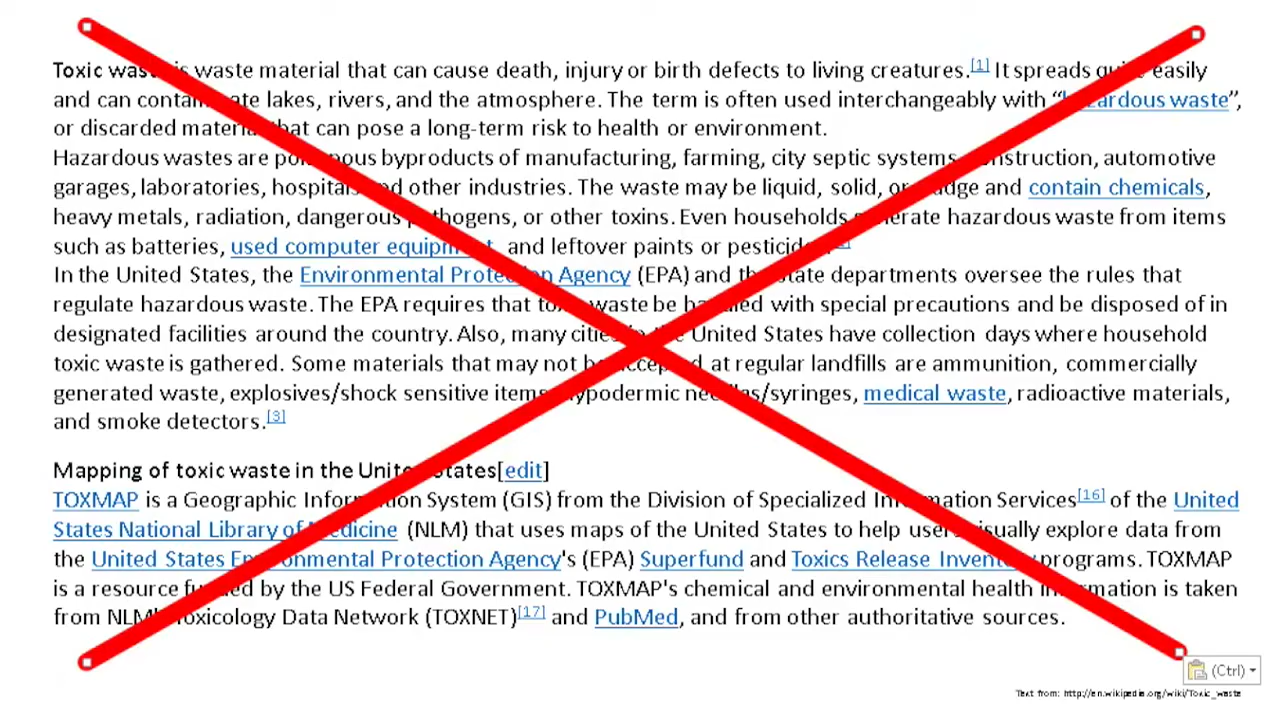 Toxic waste is waste material that can cause death, injury or birth defects to living creatures.[1] It spreads quite easily
and can contaminate lakes, rivers, and the atmosphere. The term is often used interchangeably with “hazardous waste”,
or discarded material that can pose a long-term risk to health or environment.
Hazardous wastes are poisonous byproducts of manufacturing, farming, city septic systems, construction, automotive
garages, laboratories, hospitals and other industries. The waste may be liquid, solid, or sludge and contain chemicals,
heavy metals, radiation, dangerous pathogens, or other toxins. Even households generate hazardous waste from items
such as batteries, used computer equipment, and leftover paints or pesticides.
In the United States, the Environmental Protection Agency (EPA) and the state departments oversee the rules that
regulate hazardous waste. The EPA requires that toxic waste be handled with special precautions and be disposed of in
designated facilities around the country. Also, many cities in the United States have collection days where household
toxic waste is gathered. Some materials that may not be accepted at regular landfills are ammunition, commercially
generated waste, explosives/shock sensitive items, hypodermic needles/syringes, medical waste, radioactive materials,
and smoke detectors.[3]
Mapping of toxic waste in the United States[edit]
TOXMAP is a Geographic Information System (GIS) from the Division of Specialized Information Services[16] of the United
States National Library of Medicine (NLM) that uses maps of the United States to help users visually explore data from
the United States Environmental Protection Agency's (EPA) Superfund and Toxics Release Inventory programs. TOXMAP
is a resource funded by the US Federal Government. TOXMAP's chemical and environmental health information is taken
from NLM's Toxicology Data Network (TOXNET)[17] and PubMed, and from other authoritative sources.
(Ctrl)
Text from: http://en.wikipedia.org/wiki/Toxic_waste